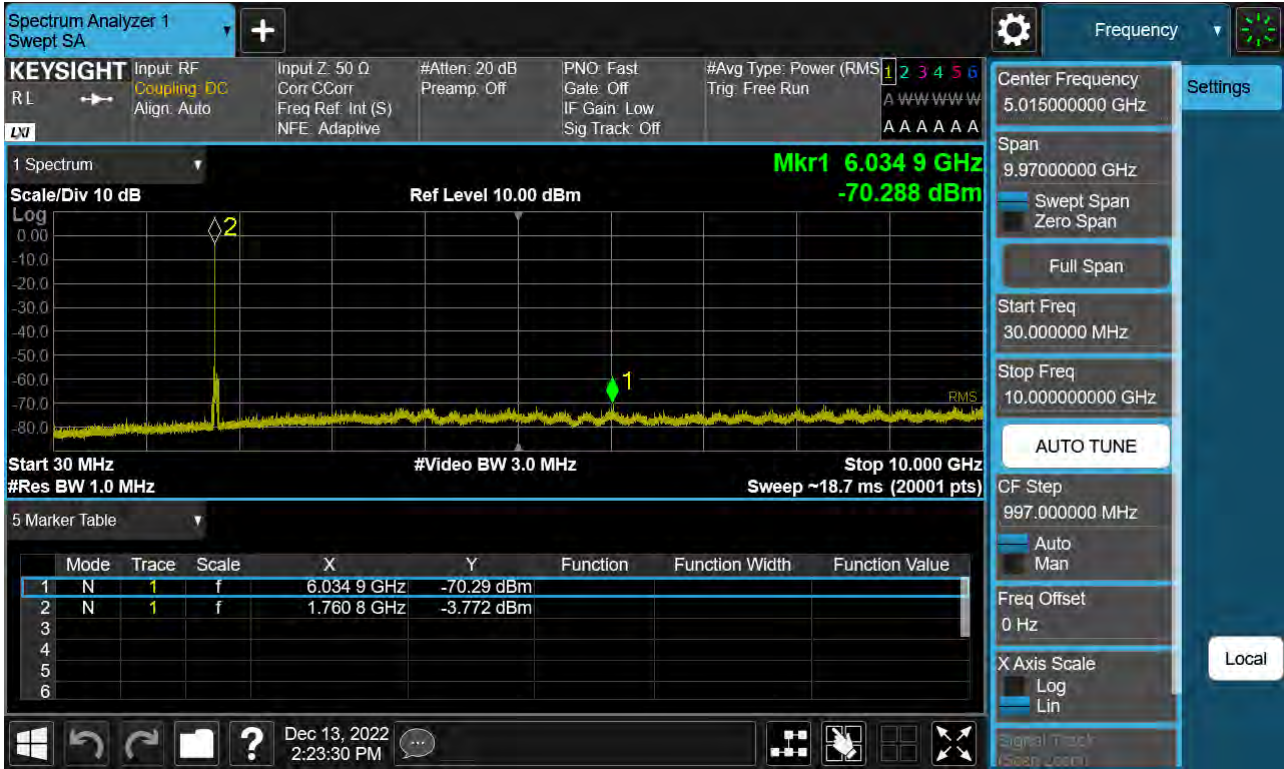 Spectrum Analyzer 1
Swept SA
Frequency
KEYSIGHT
R L
LXI
Input: RF
Coupling: DC
Align: Auto
Input Z: 50 Ω
Corr CCorr
Freq Ref: Int (S)
NFE: Adaptive
#Atten: 20 dB
Preamp: Off
PNO: Fast
Gate: Off
IF Gain: Low
Sig Track: Off
#Avg Type: Power (RMS
Trig: Free Run
1 2 3 4 5 6
A W W W W W
A A A A A A
Center Frequency
5.015000000 GHz
Settings
1 Spectrum
Mkr1 6.034 9 GHz
-70.288 dBm
Scale/Div 10 dB
Ref Level 10.00 dBm
Log
0.00
-10.0
-20.0
-30.0
-40.0
-50.0
-60.0
-70.0
-80.0
2
1
RMS
Start 30 MHz
#Video BW 3.0 MHz
Stop 10.000 GHz
#Res BW 1.0 MHz
Sweep ~18.7 ms (20001 pts)
Span
9.97000000 GHz
Swept Span
Zero Span
Full Span
Start Freq
30.000000 MHz
Stop Freq
10.000000000 GHz
AUTO TUNE
CF Step
997.000000 MHz
Auto
Man
Freq Offset
0 Hz
X Axis Scale
Log
Lin
Signal Track
(Span Zoom)
Local
5 Marker Table
Mode Trace Scale X Y Function Function Width Function Value
1 N 1 f 6.034 9 GHz -70.29 dBm
2 N 1 f 1.760 8 GHz -3.772 dBm
3
4
5
6
?
Dec 13, 2022
2:23:30 PM